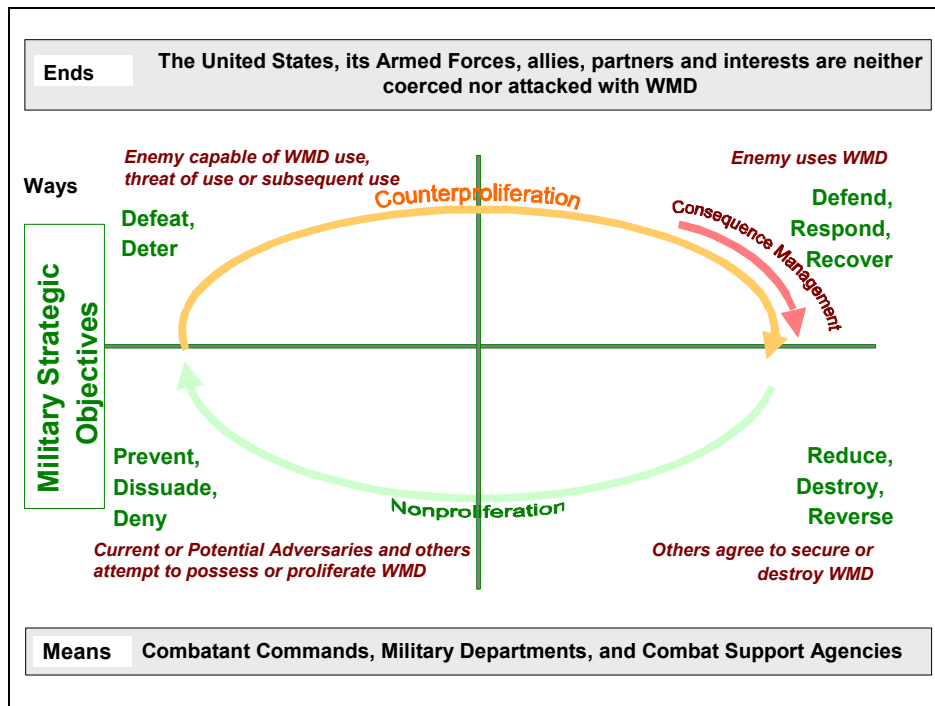 Ends
The United States, its Armed Forces, allies, partners and interests are neither
coerced nor attacked with WMD
Enemy capable of WMD use,
threat of use or subsequent use
Enemy uses WMD
Ways
Counterproliferation
Consequence Management
Defeat,
Deter
Defend,
Respond,
Recover
Military Strategic
Objectives
Prevent,
Dissuade,
Deny
Nonproliferation
Reduce,
Destroy,
Reverse
Current or Potential Adversaries and others
attempt to possess or proliferate WMD
Others agree to secure or
destroy WMD
Means
Combatant Commands, Military Departments, and Combat Support Agencies